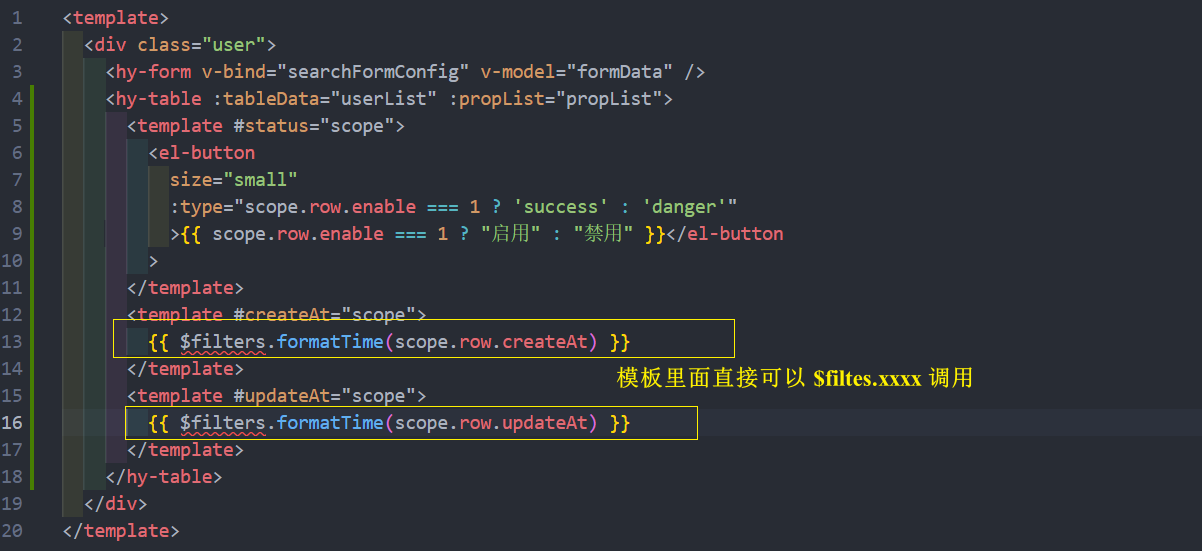 1 <template>
2 <div class="user">
3 <hy-form v-bind="searchFormConfig" v-model="formData" />
4 <hy-table :tableData="userList" :propList="propList">
5 <template #status="scope">
6 <el-button
7 size="small"
8 :type="scope.row.enable === 1 ? 'success' : 'danger'"
9 >{{ scope.row.enable === 1 ? "启用" : "禁用" }}</el-button
10 >
11 </template>
12 <template #createAt="scope">
13 {{ $filters.formatTime(scope.row.createAt) }}
14 </template>
模板里面直接可以 $filtes.xxxx 调用
15 <template #updateAt="scope">
16 {{ $filters.formatTime(scope.row.updateAt) }}
17 </template>
18 </hy-table>
19 </div>
20 </template>